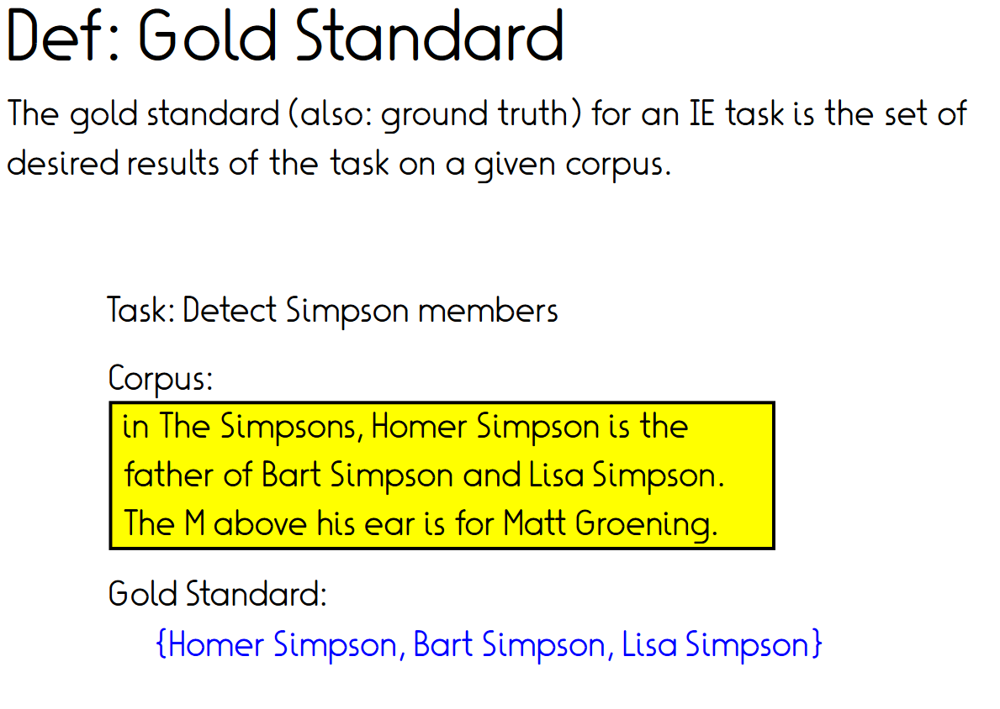 Def: Gold Standard
The gold standard (also: ground truth) for an IE task is the set of
desired results of the task on a given corpus.
Task: Detect Simpson members
Corpus:
in The Simpsons, Homer Simpson is the
father of Bart Simpson and Lisa Simpson.
The M above his ear is for Matt Groening.
Gold Standard:
{Homer Simpson, Bart Simpson, Lisa Simpson}